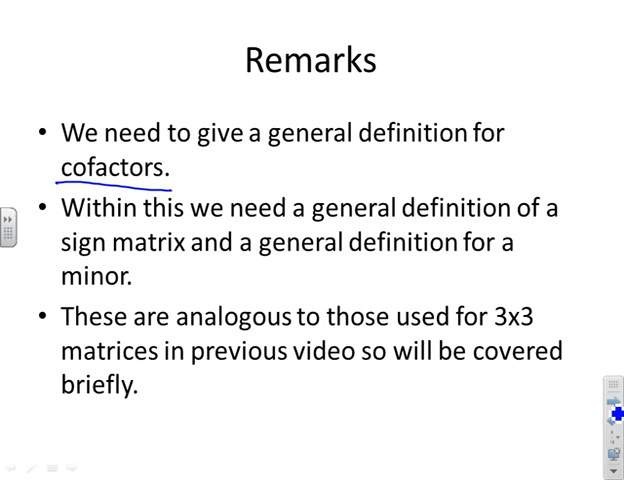 Remarks
• We need to give a general definition for
cofactors.
• Within this we need a general definition of a
sign matrix and a general definition for a
minor.
• These are analogous to those used for 3x3
matrices in previous video so will be covered
briefly.